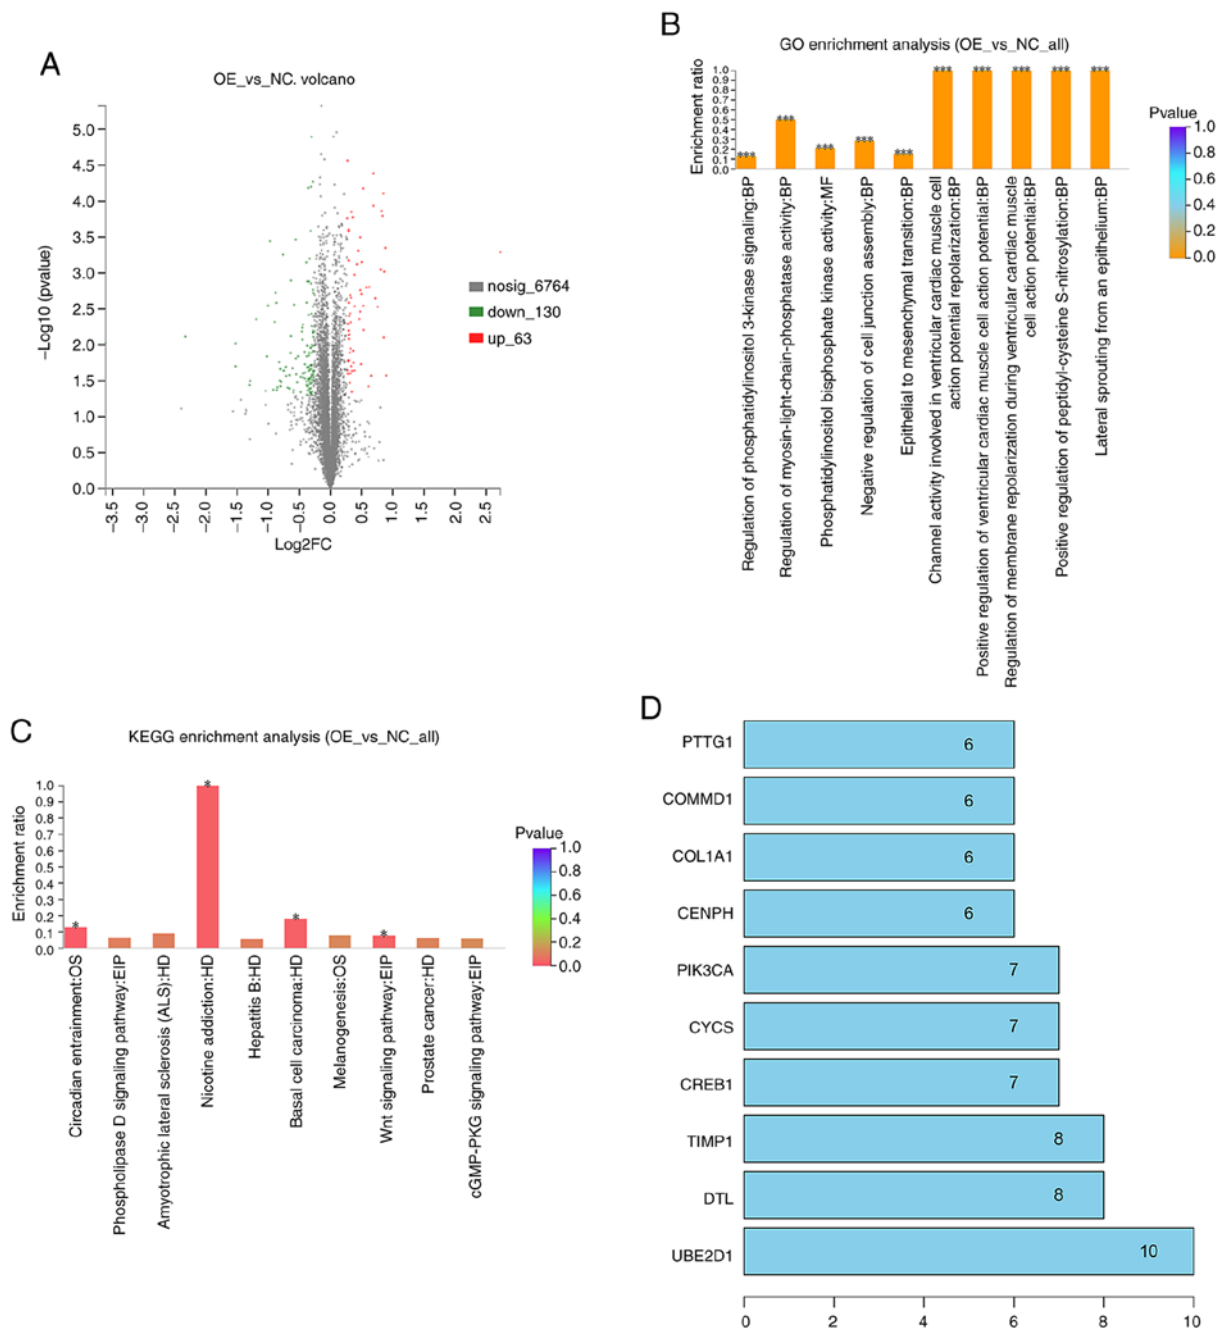 A
OE_vs_NC. volcano
−Log10 (pvalue)
5.0
4.5
4.0
3.5
3.0
2.5
2.0
1.5
1.0
0.5
0.0
−3.5
−3.0
−2.5
−2.0
−1.5
−1.0
−0.5
0.0
0.5
1.0
1.5
2.0
2.5
Log2FC
nosig_6764
down_130
up_63
B
GO enrichment analysis (OE_vs_NC_all)
Enrichment ratio
1.0
0.9
0.8
0.7
0.6
0.5
0.4
0.3
0.2
0.1
0.0
***
***
***
***
***
***
***
***
***
***
Regulation of phosphatidylinositol 3-kinase signaling:BP
Regulation of myosin-light-chain-phosphatase activity:BP
Phosphatidylinositol bisphosphate kinase activity:MF
Negative regulation of cell junction assembly:BP
Epithelial to mesenchymal transition:BP
Channel activity involved in ventricular cardiac muscle cell
action potential repolarization:BP
Positive regulation of ventricular cardiac muscle cell action potential:BP
Regulation of membrane repolarization during ventricular cardiac muscle
cell action potential:BP
Positive regulation of peptidyl-cysteine S-nitrosylation:BP
Lateral sprouting from an epithelium:BP
Pvalue
1.0
0.8
0.6
0.4
0.2
0.0
C
KEGG enrichment analysis (OE_vs_NC_all)
Enrichment ratio
1.0
0.9
0.8
0.7
0.6
0.5
0.4
0.3
0.2
0.1
0.0
*
*
*
*
Circadian entrainment:OS
Phospholipase D signaling pathway:EIP
Amyotrophic lateral sclerosis (ALS):HD
Nicotine addiction:HD
Hepatitis B:HD
Basal cell carcinoma:HD
Melanogenesis:OS
Wnt signaling pathway:EIP
Prostate cancer:HD
cGMP-PKG signaling pathway:EIP
Pvalue
1.0
0.8
0.6
0.4
0.2
0.0
D
PTTG1 6
COMMD1 6
COL1A1 6
CENPH 6
PIK3CA 7
CYCS 7
CREB1 7
TIMP1 8
DTL 8
UBE2D1 10
0 2 4 6 8 10